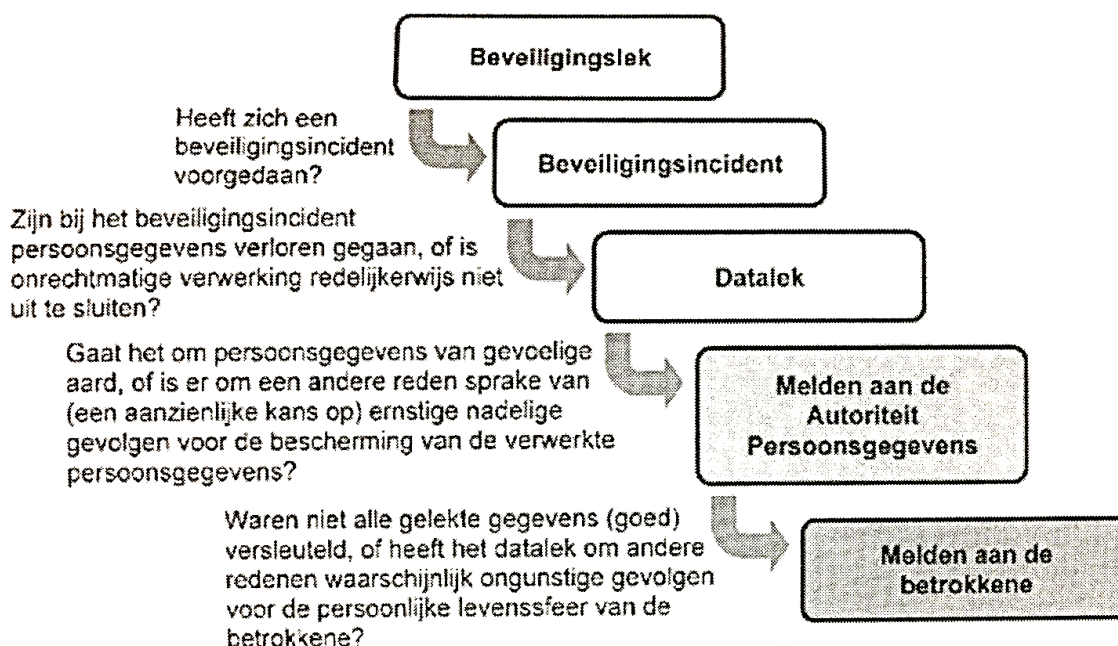 Beveiligingslek
Heeft zich een
beveiligingsincident
voorgedaan?
Beveiligingsincident
Zijn bij het beveiligingsincident
persoonsgegevens verloren gegaan, of is
onrechtmatige verwerking redelijkerwijs niet
uit te sluiten?
Datalek
Gaat het om persoonsgegevens van gevoelige
aard, of is er om een andere reden sprake van
(een aanzienlijke kans op) ernstige nadelige
gevolgen voor de bescherming van de verwerkte
persoonsgegevens?
Melden aan de
Autoriteit
Persoonsgegevens
Waren niet alle gelekte gegevens (goed)
versleuteld, of heeft het datalek om andere
redenen waarschijnlijk ongunstige gevolgen
voor de persoonlijke levenssfeer van de
betrokkene?
Melden aan de
betrokkene